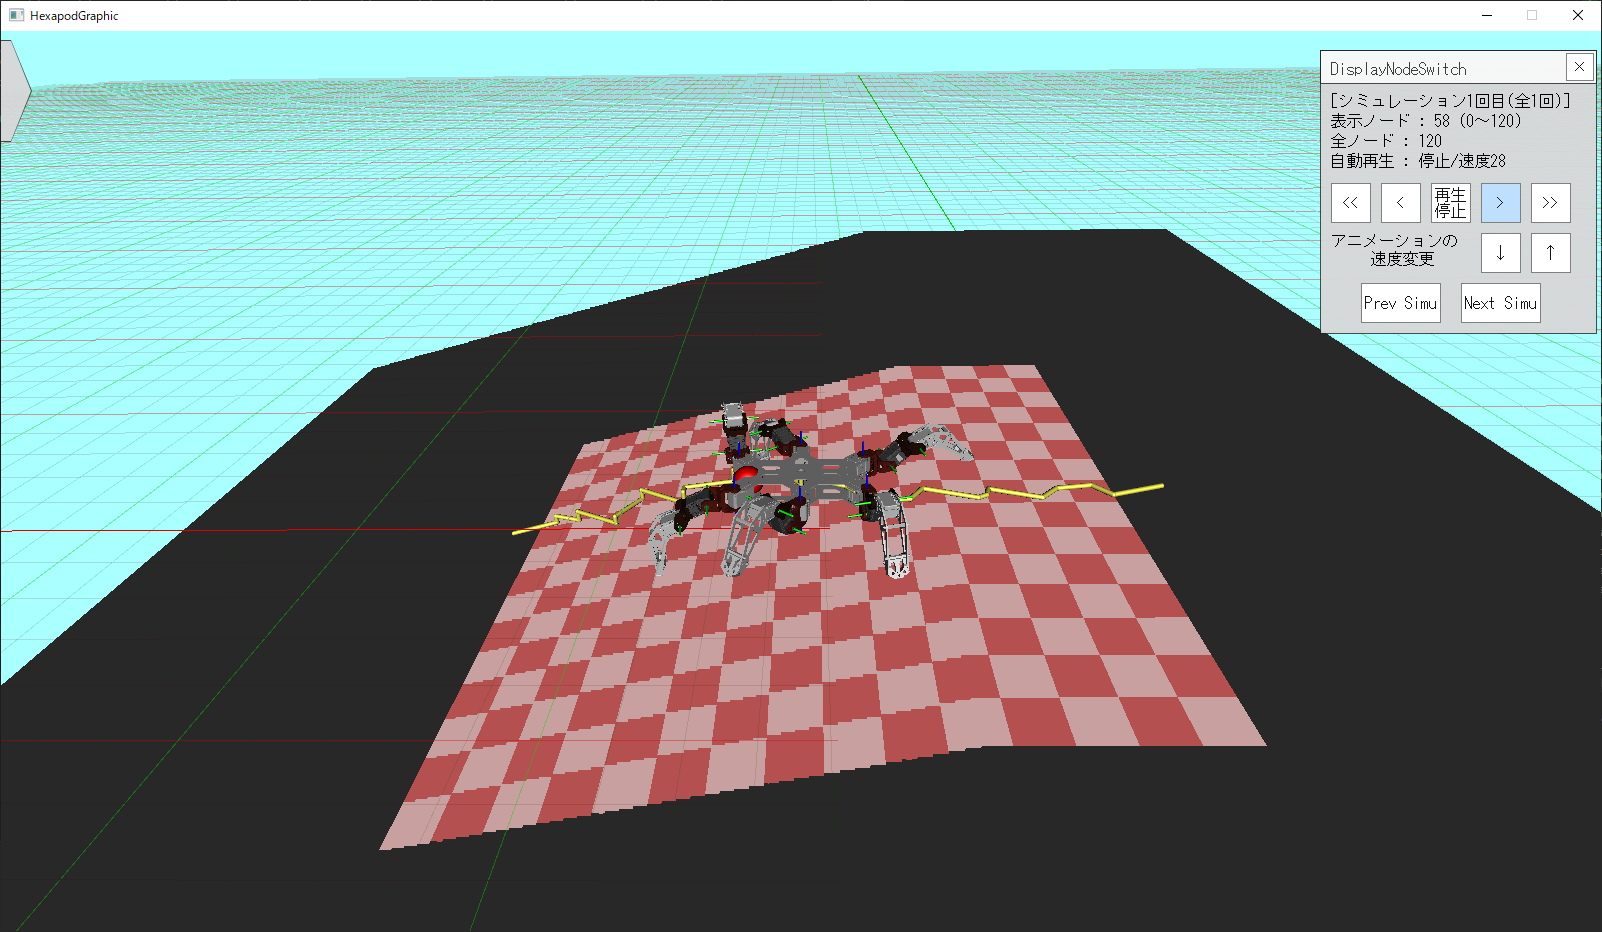 HexapodGraphic
DisplayNodeSwitch
[シミュレーション1回目(全1回)]
表示ノード : 58 (0～120)
全ノード : 120
自動再生 : 停止/速度28
<< < 再生 > >>
停止
アニメーションの
速度変更
↓ ↑
Prev Simu Next Simu